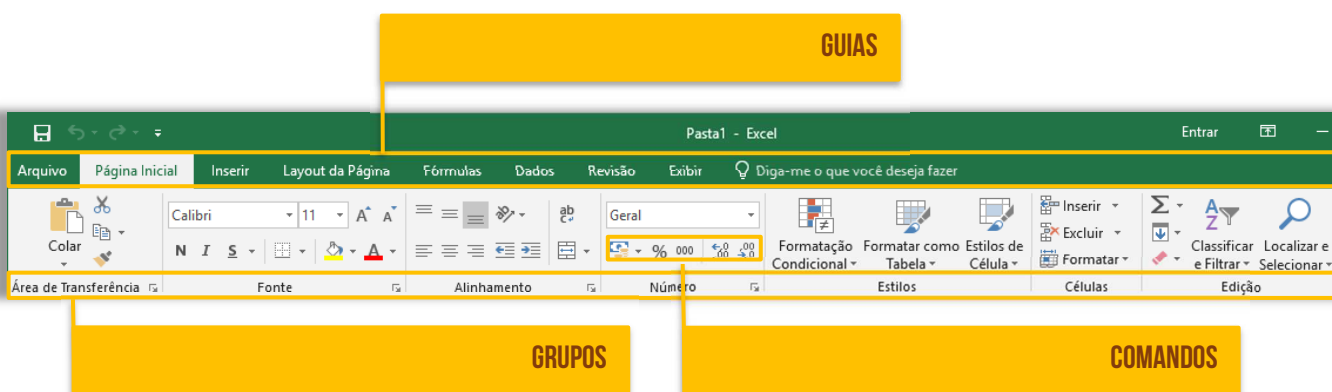 GUIAS
Pasta1 - Excel
Entrar
Arquivo
Página Inicial
Inserir
Layout da Página
Fórmulas
Dados
Revisão
Exibir
Diga-me o que você deseja fazer
Colar
Calibri
11
A A
N I S
A
ab
c
Geral
% 000
Formatação
Condicional
Formatar como
Tabela
Estilos de
Célula
Inserir
Excluir
Formatar
Σ
A
Z
Classificar
e Filtrar
Localizar e
Selecionar
Área de Transferência
Fonte
Alinhamento
Número
Estilos
Células
Edição
GRUPOS
COMANDOS